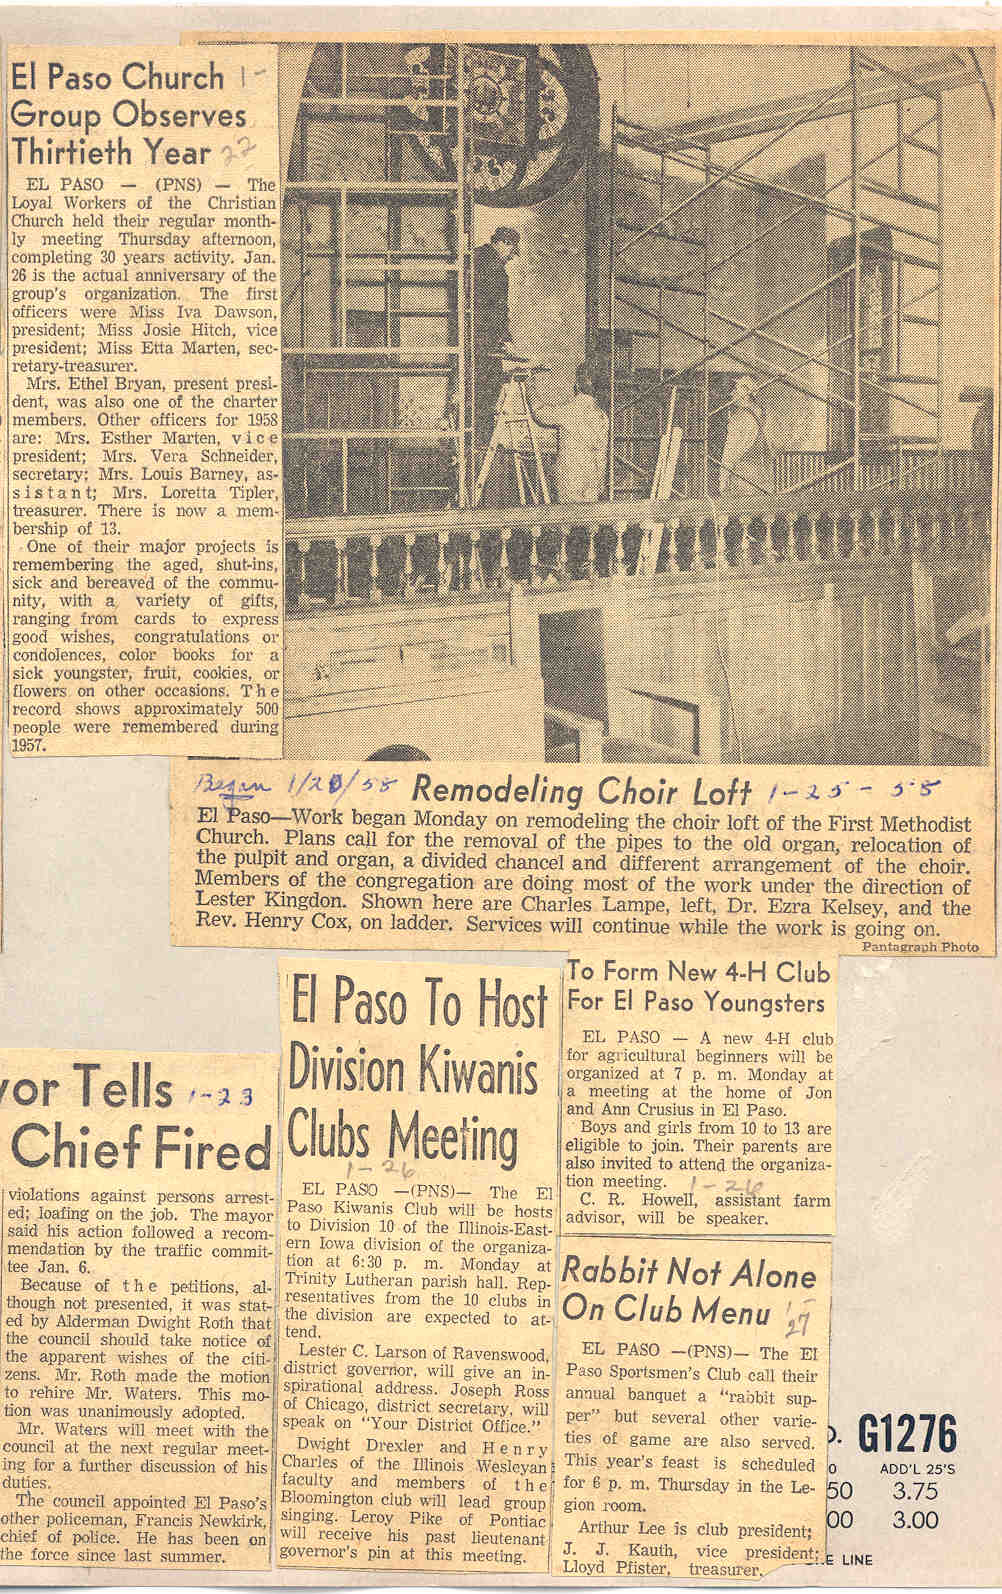 El Paso Church 1-
Group Observes
Thirtieth Year 22
EL PASO — (PNS) — The
Loyal Workers of the Christian
Church held their regular month-
ly meeting Thursday afternoon,
completing 30 years activity. Jan.
26 is the actual anniversary of the
group's organization. The first
officers were Miss Iva Dawson,
president; Miss Josie Hitch, vice
president; Miss Etta Marten, sec-
retary-treasurer.
Mrs. Ethel Bryan, present presi-
dent, was also one of the charter
members. Other officers for 1958
are: Mrs. Esther Marten, vice
president; Mrs. Vera Schneider,
secretary; Mrs. Louis Barney, as-
sistant; Mrs. Loretta Tipler,
treasurer. There is now a mem-
bership of 13.
One of their major projects is
remembering the aged, shut-ins,
sick and bereaved of the commu-
nity, with a variety of gifts,
ranging from cards to express
good wishes, congratulations or
condolences, color books for a
sick youngster, fruit, cookies, or
flowers on other occasions. The
record shows approximately 500
people were remembered during
1957.
Began 1/20/58 Remodeling Choir Loft 1-25-58
El Paso—Work began Monday on remodeling the choir loft of the First Methodist
Church. Plans call for the removal of the pipes to the old organ, relocation of
the pulpit and organ, a divided chancel and different arrangement of the choir.
Members of the congregation are doing most of the work under the direction of
Lester Kingdon. Shown here are Charles Lampe, left, Dr. Ezra Kelsey, and the
Rev. Henry Cox, on ladder. Services will continue while the work is going on.
Pantagraph Photo
vor Tells 1-23
Chief Fired
violations against persons arrest-
ed; loafing on the job. The mayor
said his action followed a recom-
mendation by the traffic commit-
tee Jan. 6.
Because of the petitions, al-
though not presented, it was stat-
ed by Alderman Dwight Roth that
the council should take notice of
the apparent wishes of the citi-
zens. Mr. Roth made the motion
to rehire Mr. Waters. This mo-
tion was unanimously adopted.
Mr. Waters will meet with the
council at the next regular meet-
ing for a further discussion of his
duties.
The council appointed El Paso's
other policeman, Francis Newkirk,
chief of police. He has been on
the force since last summer.
El Paso To Host
Division Kiwanis
Clubs Meeting
1-26
EL PASO —(PNS)— The El
Paso Kiwanis Club will be hosts
to Division 10 of the Illinois-East-
ern Iowa division of the organiza-
tion at 6:30 p. m. Monday at
Trinity Lutheran parish hall. Rep-
resentatives from the 10 clubs in
the division are expected to at-
tend.
Lester C. Larson of Ravenswood,
district governor, will give an in-
spirational address. Joseph Ross
of Chicago, district secretary, will
speak on "Your District Office."
Dwight Drexler and Henry
Charles of the Illinois Wesleyan
faculty and members of the
Bloomington club will lead group
singing. Leroy Pike of Pontiac
will receive his past lieutenant
governor's pin at this meeting.
To Form New 4-H Club
For El Paso Youngsters
EL PASO — A new 4-H club
for agricultural beginners will be
organized at 7 p. m. Monday at
a meeting at the home of Jon
and Ann Crusius in El Paso.
Boys and girls from 10 to 13 are
eligible to join. Their parents are
also invited to attend the organiza-
tion meeting. 1-26
C. R. Howell, assistant farm
advisor, will be speaker.
Rabbit Not Alone
On Club Menu 1-27
EL PASO —(PNS)— The El
Paso Sportsmen's Club call their
annual banquet a "rabbit sup-
per" but several other varie-
ties of game are also served.
This year's feast is scheduled
for 6 p. m. Thursday in the Le-
gion room.
Arthur Lee is club president;
J. J. Kauth, vice president;
Lloyd Pfister, treasurer.
O. G1276
0 ADD'L 25'S
50 3.75
00 3.00
E LINE